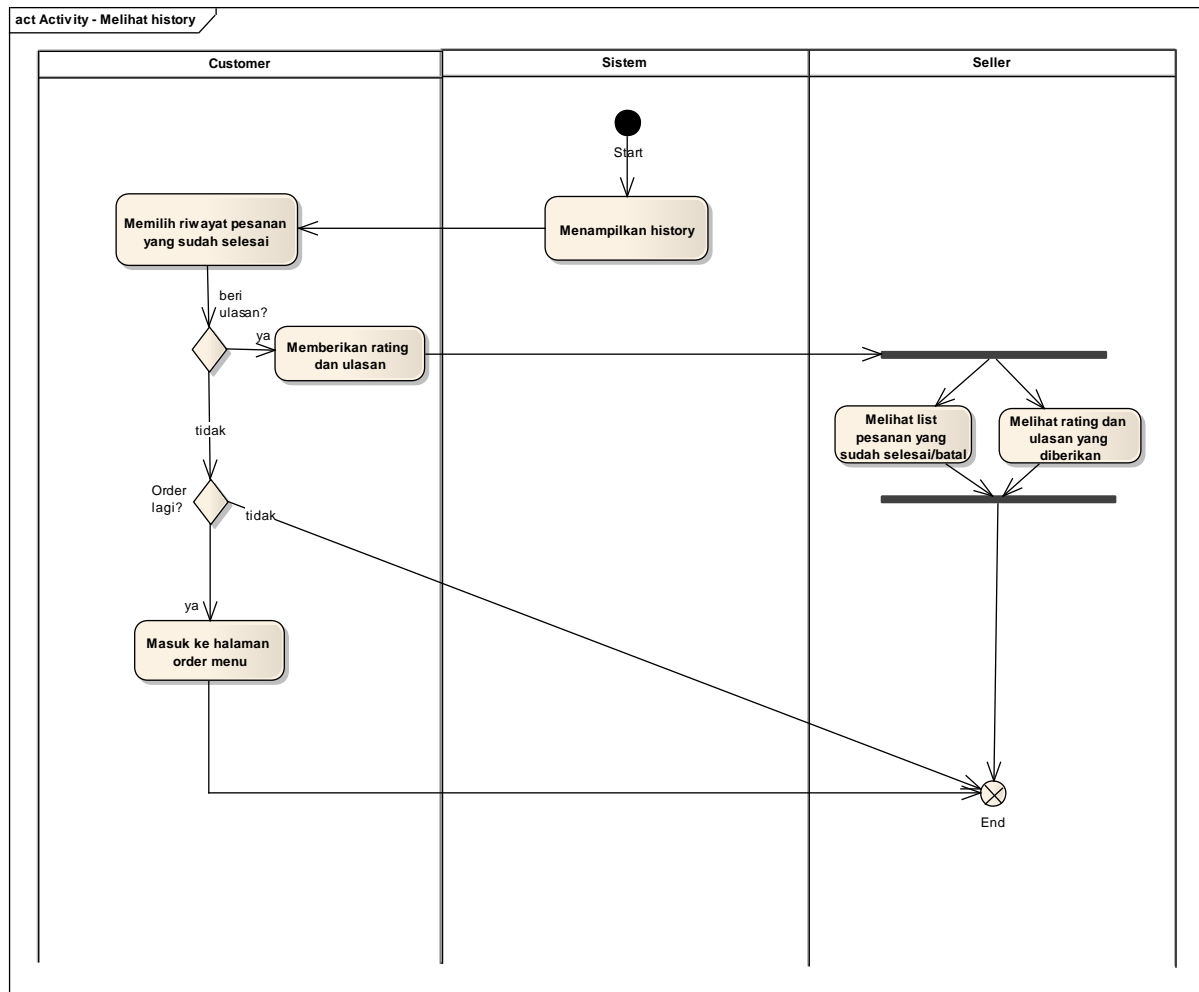 act Activity - Melihat history
Customer
Sistem
Seller
Start
Memilih riwayat pesanan
yang sudah selesai
Menampilkan history
beri
ulasan?
ya
Memberikan rating
dan ulasan
Melihat list
pesanan yang
sudah selesai/batal
Melihat rating dan
ulasan yang
diberikan
tidak
Order
lagi?
tidak
ya
Masuk ke halaman
order menu
End